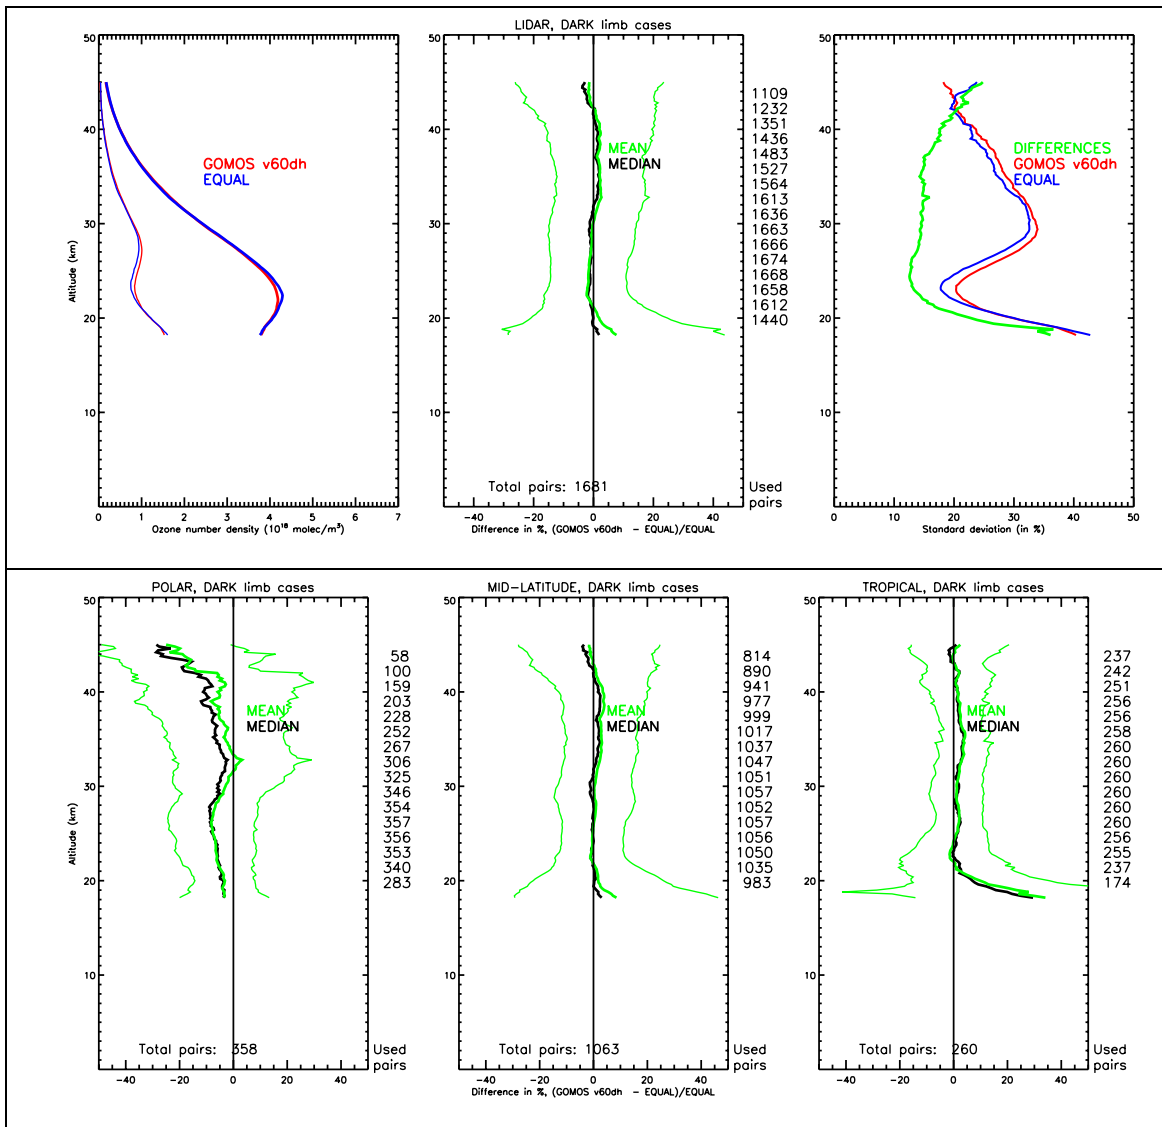 LIDAR, DARK limb cases
50
40
30
20
10
Altitude (km)
GOMOS v60dh
EQUAL
0 1 2 3 4 5 6 7
Ozone number density (10^18 molec/m^3)
50
40
30
20
10
MEAN
MEDIAN
Total pairs: 1681
-40 -20 0 20 40
Difference in %, (GOMOS v60dh - EQUAL)/EQUAL
1109
1232
1351
1436
1483
1527
1564
1613
1636
1663
1666
1674
1668
1658
1612
1440
Used
pairs
50
40
30
20
10
DIFFERENCES
GOMOS v60dh
EQUAL
0 10 20 30 40 50
Standard deviation (in %)
POLAR, DARK limb cases
50
40
30
20
10
Altitude (km)
MEAN
MEDIAN
Total pairs: 358
-40 -20 0 20 40
58
100
159
203
228
252
267
306
325
346
354
357
356
353
340
283
Used
pairs
MID-LATITUDE, DARK limb cases
50
40
30
20
10
MEAN
MEDIAN
Total pairs: 1063
-40 -20 0 20 40
Difference in %, (GOMOS v60dh - EQUAL)/EQUAL
814
890
941
977
999
1017
1037
1047
1051
1057
1052
1057
1056
1050
1035
983
Used
pairs
TROPICAL, DARK limb cases
50
40
30
20
10
MEAN
MEDIAN
Total pairs: 260
-40 -20 0 20 40
237
242
251
256
256
258
260
260
260
260
260
260
256
255
237
174
Used
pairs